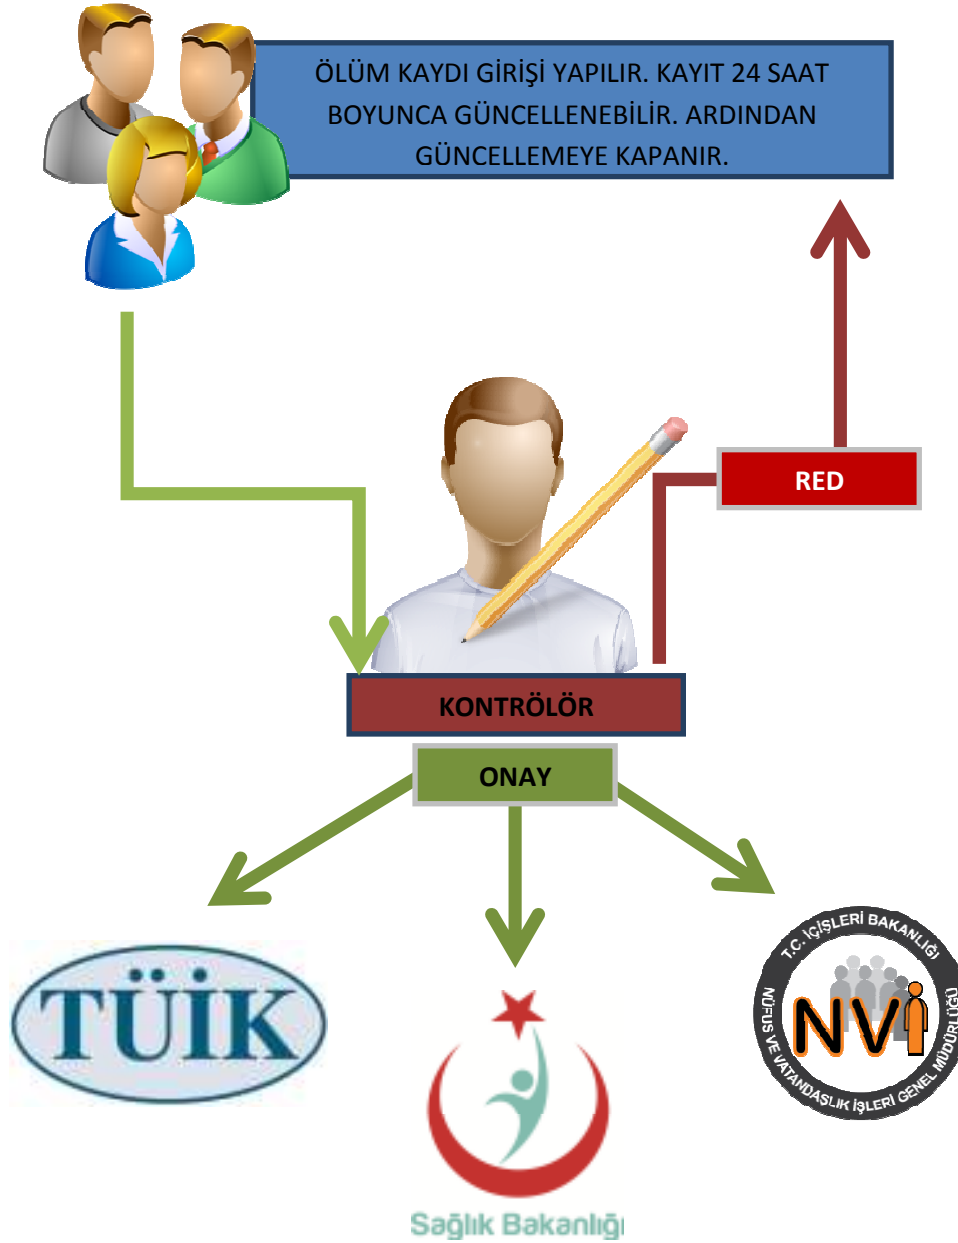 ÖLÜM KAYDI GİRİŞİ YAPILIR. KAYIT 24 SAAT
BOYUNCA GÜNCELLENEBİLİR. ARDINDAN
GÜNCELLEMEYE KAPANIR.
RED
KONTRÖLÖR
ONAY
TÜİK
T.C. İÇİŞLERİ BAKANLIĞI
NVİ
NÜFUS VE VATANDAŞLIK İŞLERİ GENEL MÜDÜRLÜĞÜ
Sağlık Bakanlığı